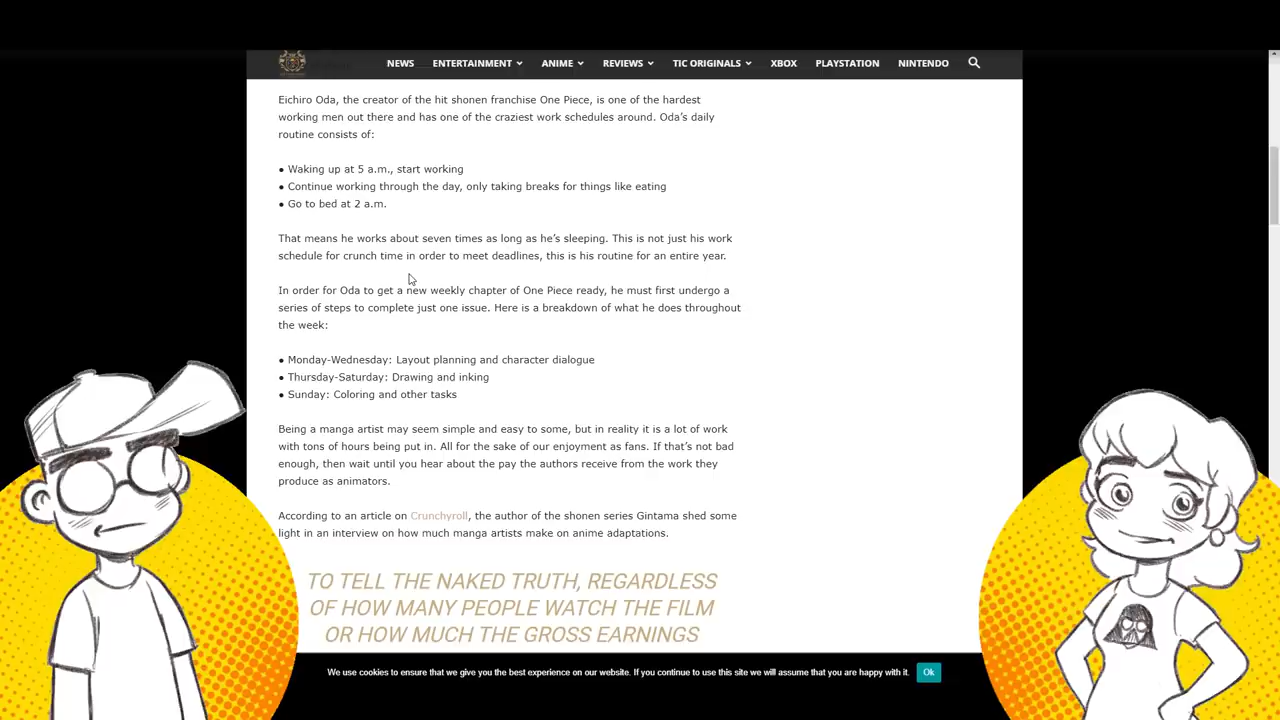 NEWS ENTERTAINMENT ANIME REVIEWS TIC ORIGINALS XBOX PLAYSTATION NINTENDO
Eichiro Oda, the creator of the hit shonen franchise One Piece, is one of the hardest
working men out there and has one of the craziest work schedules around. Oda's daily
routine consists of:
● Waking up at 5 a.m., start working
● Continue working through the day, only taking breaks for things like eating
● Go to bed at 2 a.m.
That means he works about seven times as long as he's sleeping. This is not just his work
schedule for crunch time in order to meet deadlines, this is his routine for an entire year.
In order for Oda to get a new weekly chapter of One Piece ready, he must first undergo a
series of steps to complete just one issue. Here is a breakdown of what he does throughout
the week:
● Monday-Wednesday: Layout planning and character dialogue
● Thursday-Saturday: Drawing and inking
● Sunday: Coloring and other tasks
Being a manga artist may seem simple and easy to some, but in reality it is a lot of work
with tons of hours being put in. All for the sake of our enjoyment as fans. If that's not bad
enough, then wait until you hear about the pay the authors receive from the work they
produce as animators.
According to an article on Crunchyroll, the author of the shonen series Gintama shed some
light in an interview on how much manga artists make on anime adaptations.
TO TELL THE NAKED TRUTH, REGARDLESS
OF HOW MANY PEOPLE WATCH THE FILM
OR HOW MUCH THE GROSS EARNINGS
We use cookies to ensure that we give you the best experience on our website. If you continue to use this site we will assume that you are happy with it. Ok